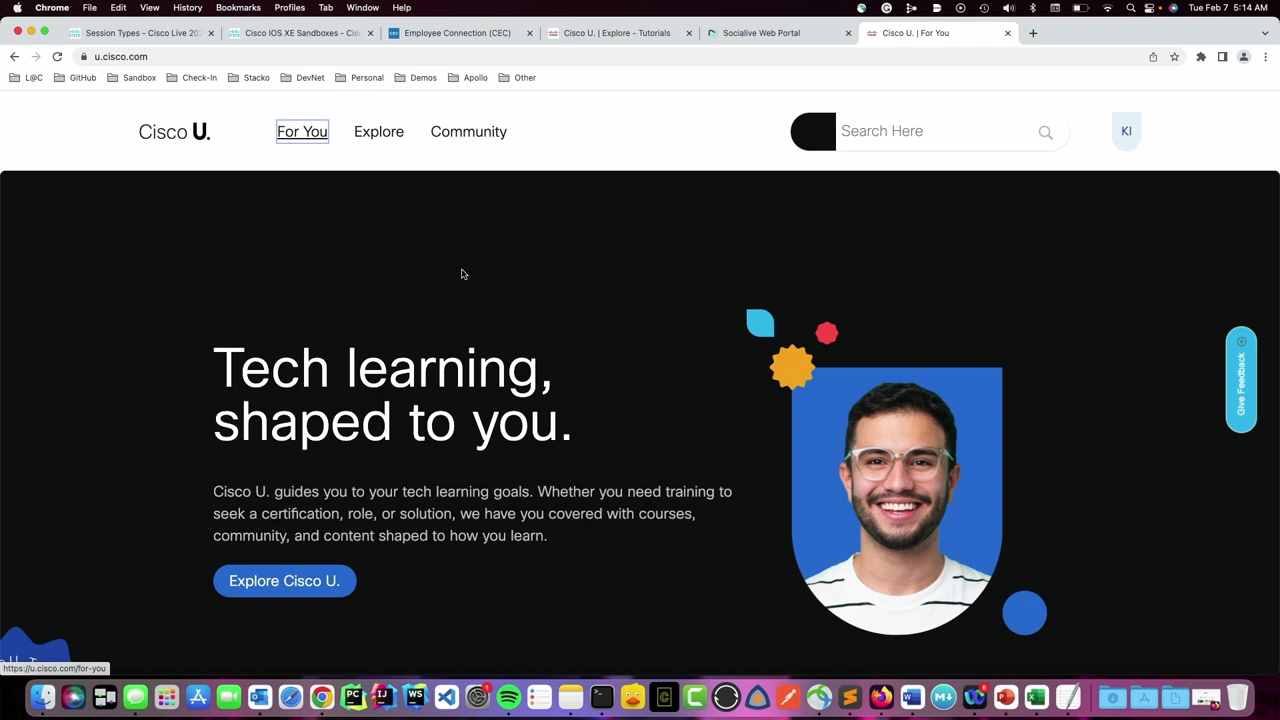 Chrome File Edit View History Bookmarks Profiles Tab Window Help Tue Feb 7 5:14 AM
Session Types - Cisco Live 202 Cisco IOS XE Sandboxes - Cis Employee Connection (CEC) Cisco U. | Explore - Tutorials Socialive Web Portal Cisco U. | For You
u.cisco.com
L@C GitHub Sandbox Check-In Stacko DevNet Personal Demos Apollo Other
Cisco U. For You Explore Community Search Here KI
Tech learning,
shaped to you.
Give Feedback
Cisco U. guides you to your tech learning goals. Whether you need training to
seek a certification, role, or solution, we have you covered with courses,
community, and content shaped to how you learn.
Explore Cisco U.
https://u.cisco.com/for-you